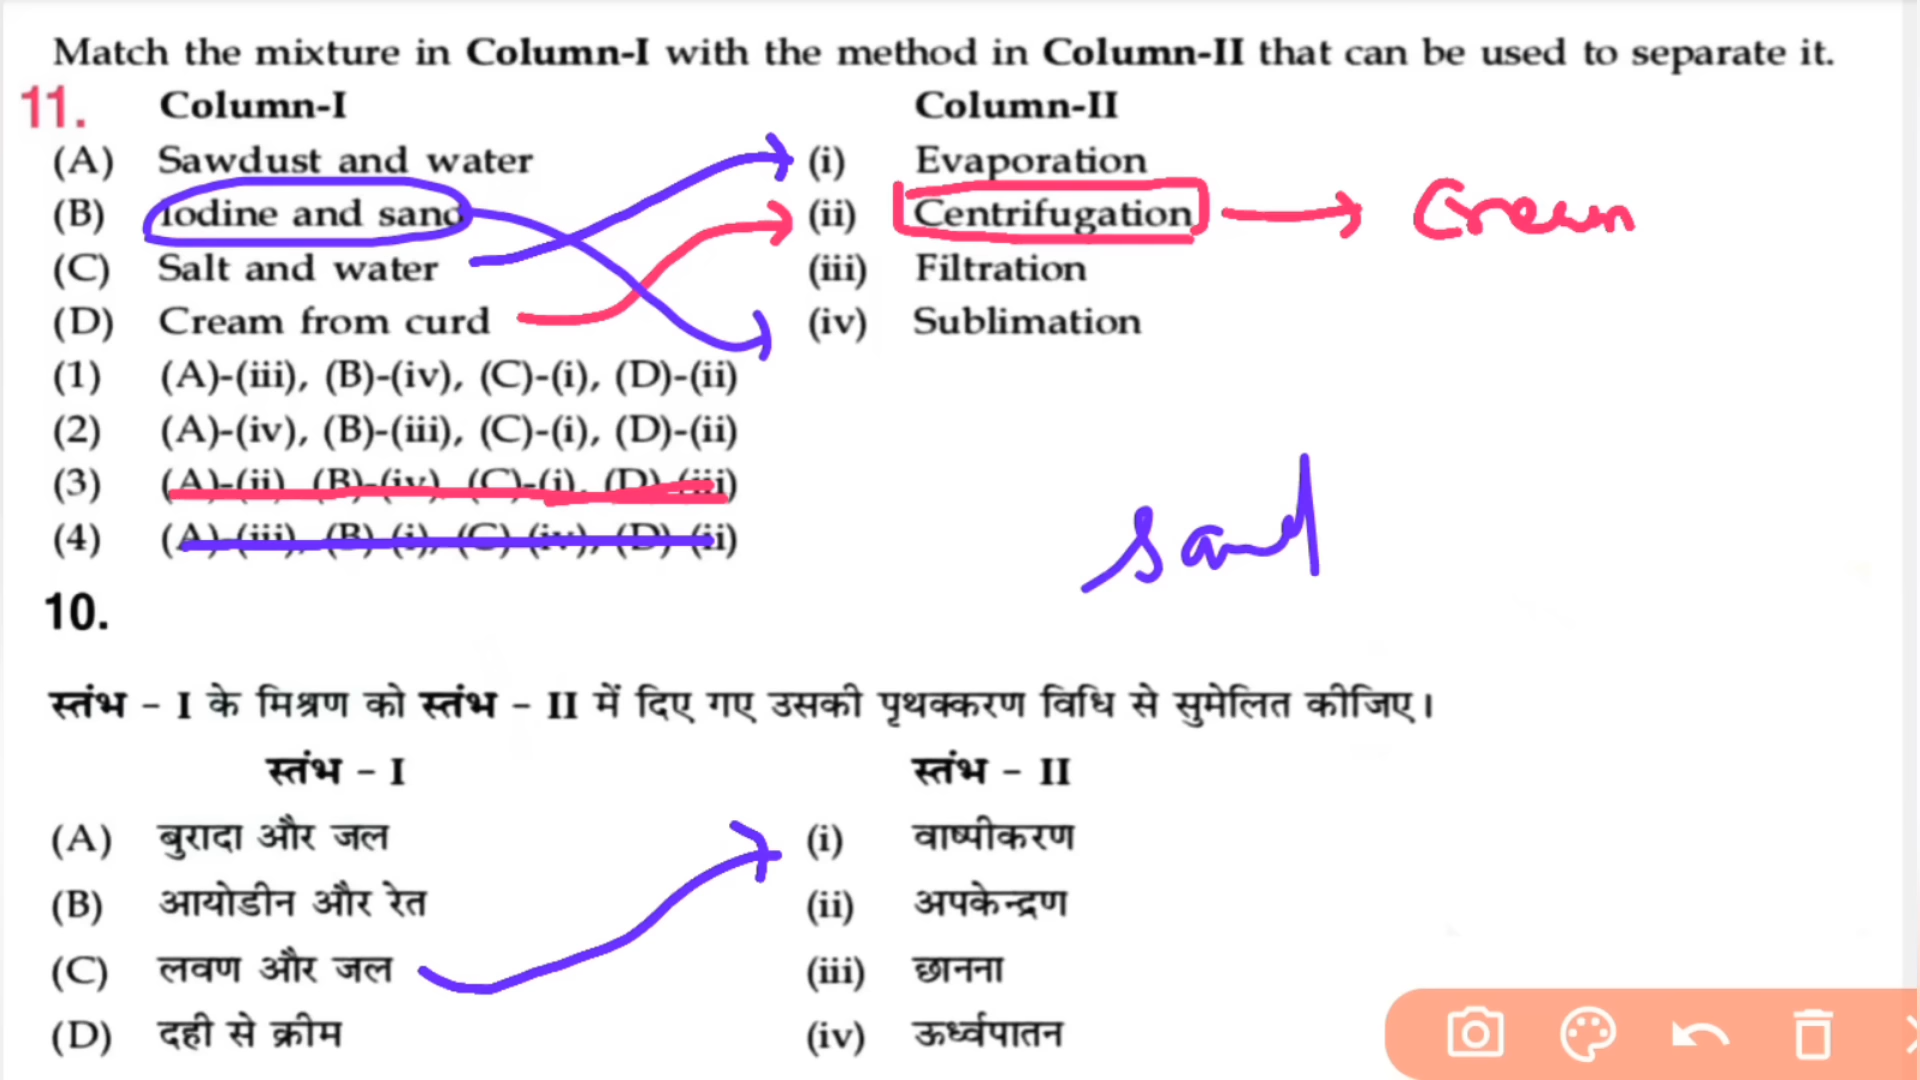 Match the mixture in Column-I with the method in Column-II that can be used to separate it.
11. Column-I Column-II
(A) Sawdust and water (i) Evaporation
(B) Iodine and sand (ii) Centrifugation Cream
(C) Salt and water (iii) Filtration
(D) Cream from curd (iv) Sublimation
(1) (A)-(iii), (B)-(iv), (C)-(i), (D)-(ii)
(2) (A)-(iv), (B)-(iii), (C)-(i), (D)-(ii)
(3) (A)-(ii), (B)-(iv), (C)-(i), (D)-(iii)
(4) (A)-(iii), (B)-(i), (C)-(iv), (D)-(ii)
sand
10.
स्तंभ – I के मिश्रण को स्तंभ – II में दिए गए उसकी पृथक्करण विधि से सुमेलित कीजिए।
स्तंभ – I स्तंभ – II
(A) बुरादा और जल (i) वाष्पीकरण
(B) आयोडीन और रेत (ii) अपकेन्द्रण
(C) लवण और जल (iii) छानना
(D) दही से क्रीम (iv) ऊर्ध्वपातन